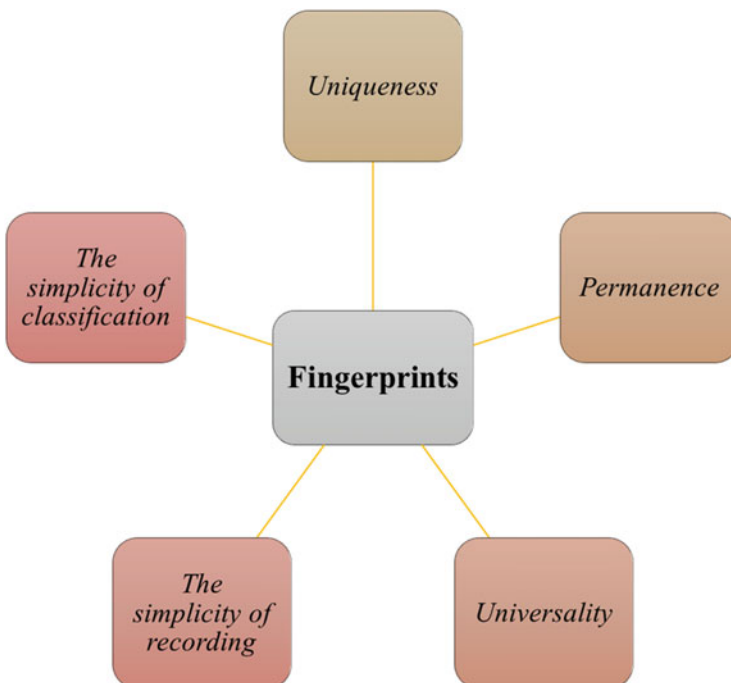 Uniqueness
The
simplicity of
classification
Permanence
Fingerprints
The
simplicity of
recording
Universality